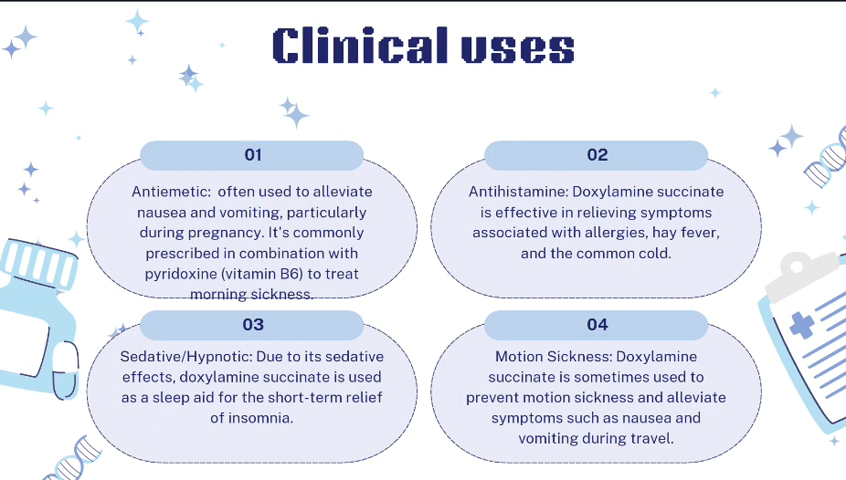 Clinical uses
01
Antiemetic: often used to alleviate
nausea and vomiting, particularly
during pregnancy. It's commonly
prescribed in combination with
pyridoxine (vitamin B6) to treat
morning sickness.
02
Antihistamine: Doxylamine succinate
is effective in relieving symptoms
associated with allergies, hay fever,
and the common cold.
03
Sedative/Hypnotic: Due to its sedative
effects, doxylamine succinate is used
as a sleep aid for the short-term relief
of insomnia.
04
Motion Sickness: Doxylamine
succinate is sometimes used to
prevent motion sickness and alleviate
symptoms such as nausea and
vomiting during travel.